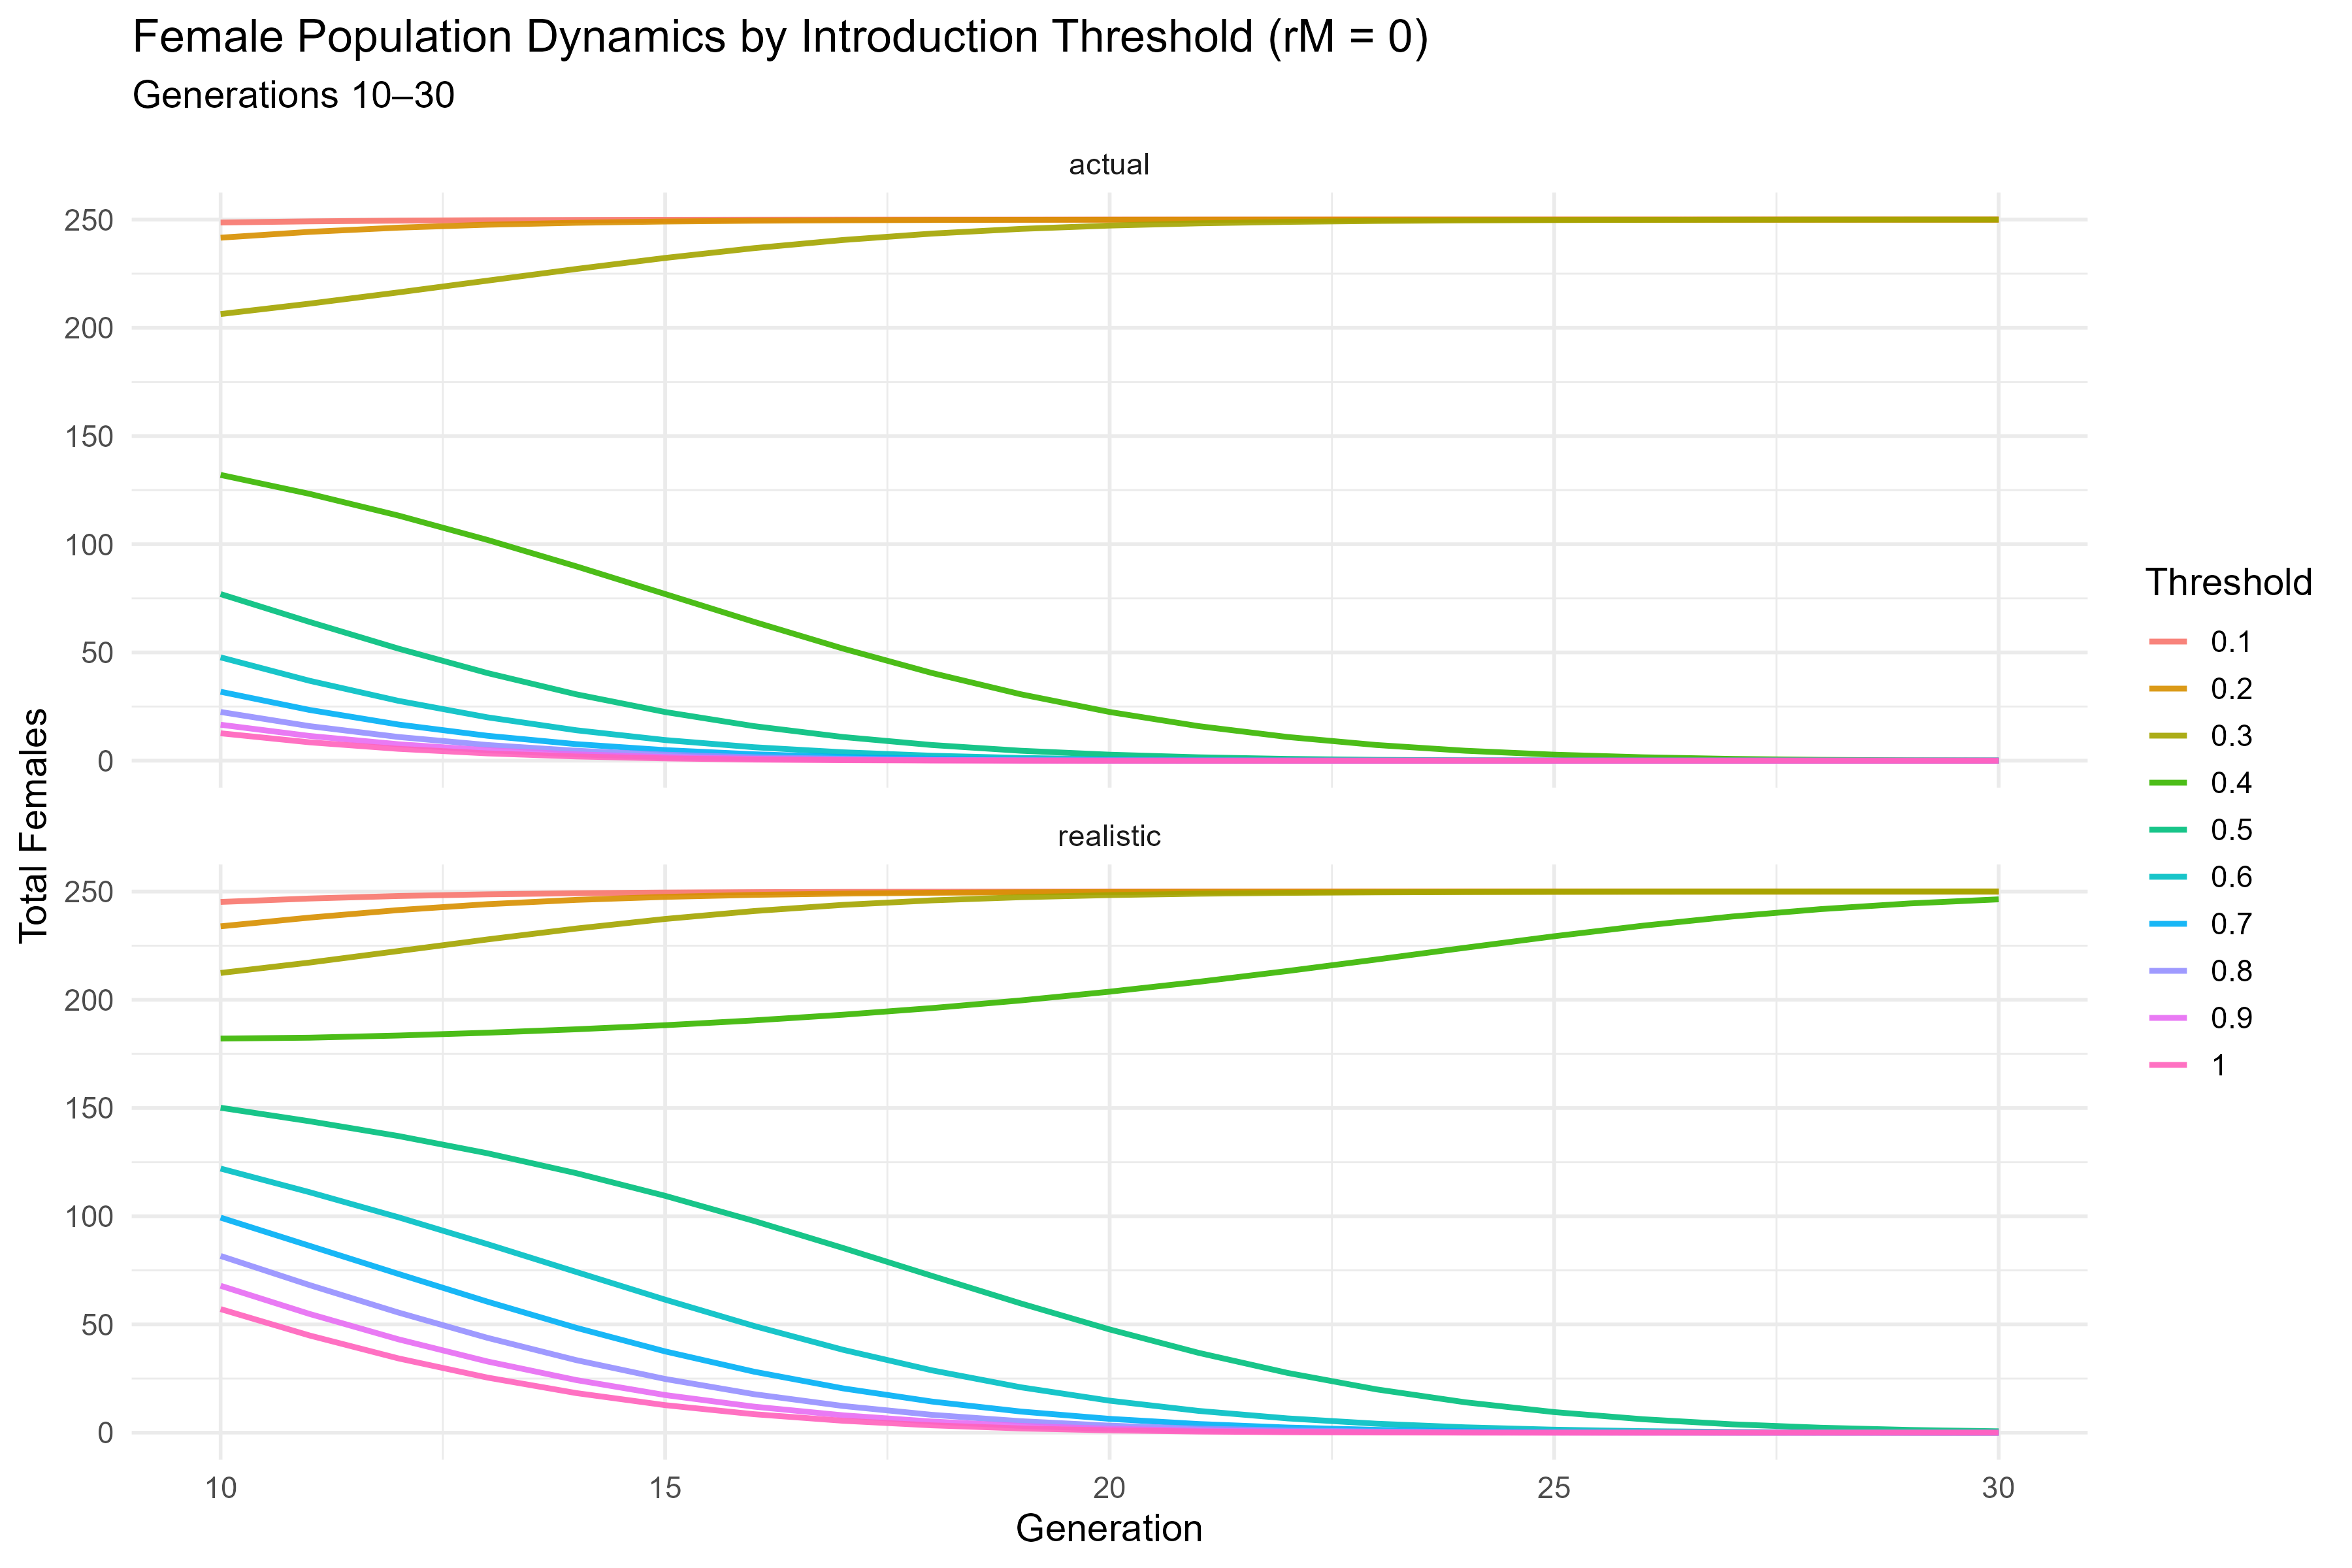 Female Population Dynamics by Introduction Threshold (rM = 0)
Generations 10–30
actual
250
200
150
100
50
0
realistic
250
200
150
100
50
0
10 15 20 25 30
Generation
Total Females
Threshold
0.1
0.2
0.3
0.4
0.5
0.6
0.7
0.8
0.9
1